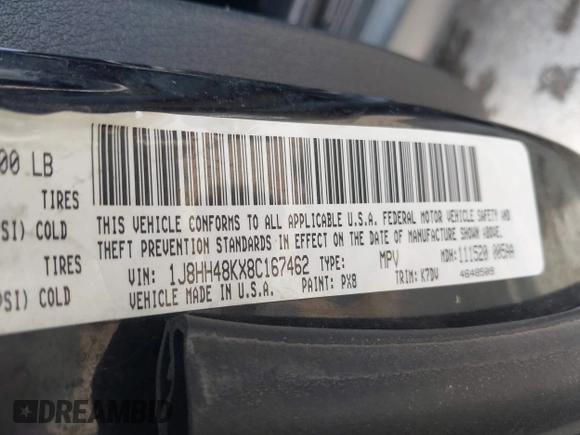 00 LB
TIRES
SI) COLD
TIRES
PSI) COLD
THIS VEHICLE CONFORMS TO ALL APPLICABLE U.S.A. FEDERAL MOTOR VEHICLE SAFETY AND
THEFT PREVENTION STANDARDS IN EFFECT ON THE DATE OF MANUFACTURE SHOWN ABOVE.
VIN: 1J8HH48KX8C167462 TYPE: MPV MDH: 111520 005AA
VEHICLE MADE IN U.S.A. PAINT: PX8 TRIM: K7DV 4648509
DREAMBID